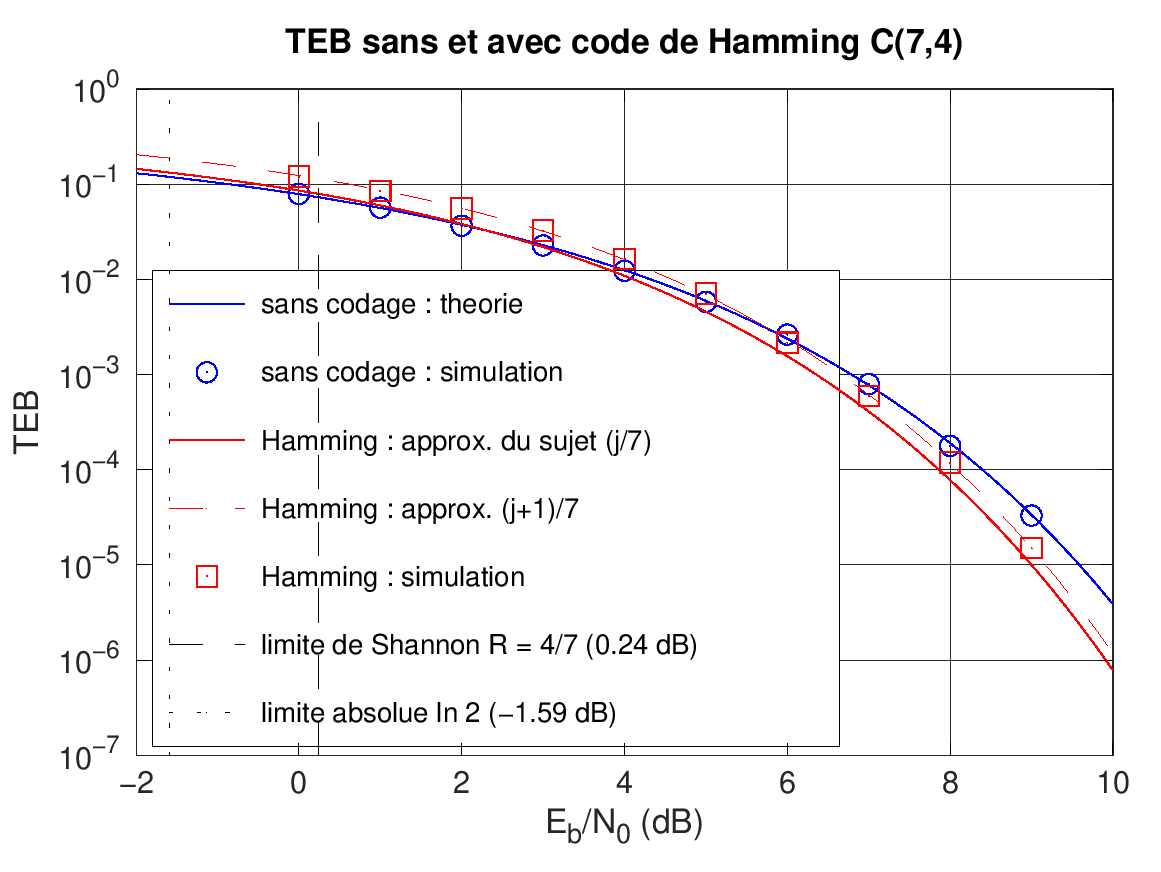 TEB sans et avec code de Hamming C(7,4)
10^0
10^-1
10^-2
10^-3
10^-4
10^-5
10^-6
10^-7
TEB
sans codage : theorie
sans codage : simulation
Hamming : approx. du sujet (j/7)
Hamming : approx. (j+1)/7
Hamming : simulation
limite de Shannon R = 4/7 (0.24 dB)
limite absolue ln 2 (−1.59 dB)
−2 0 2 4 6 8 10
E_b/N_0 (dB)